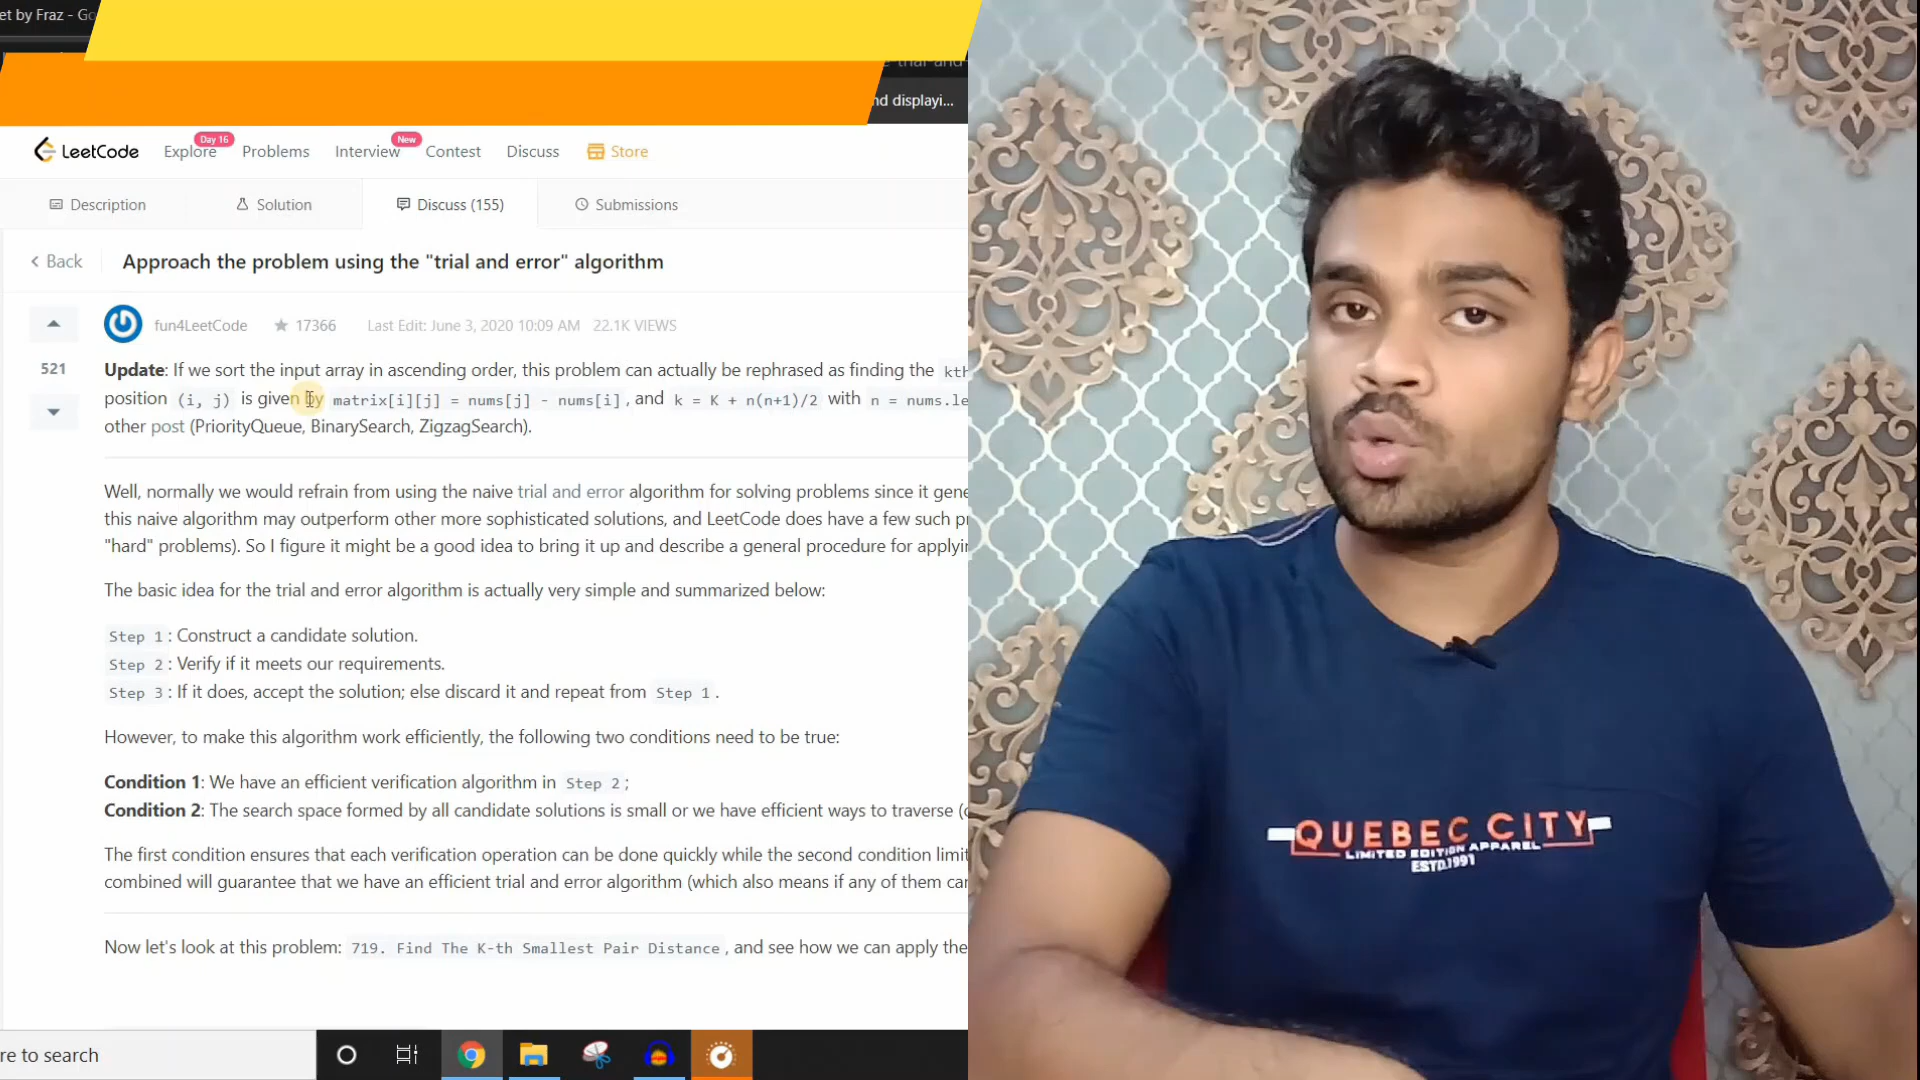 et by Fraz - Go
nd displayi...
LeetCode
Explore
Day 16
Problems
Interview
New
Contest
Discuss
Store
Description
Solution
Discuss (155)
Submissions
Back
Approach the problem using the "trial and error" algorithm
fun4LeetCode
17366
Last Edit: June 3, 2020 10:09 AM
22.1K VIEWS
521
Update: If we sort the input array in ascending order, this problem can actually be rephrased as finding the kth
position (i, j) is given by matrix[i][j] = nums[j] - nums[i], and k = K + n(n+1)/2 with n = nums.le
other post (PriorityQueue, BinarySearch, ZigzagSearch).
Well, normally we would refrain from using the naive trial and error algorithm for solving problems since it gene
this naive algorithm may outperform other more sophisticated solutions, and LeetCode does have a few such p
"hard" problems). So I figure it might be a good idea to bring it up and describe a general procedure for applyin
The basic idea for the trial and error algorithm is actually very simple and summarized below:
Step 1: Construct a candidate solution.
Step 2: Verify if it meets our requirements.
Step 3: If it does, accept the solution; else discard it and repeat from Step 1.
However, to make this algorithm work efficiently, the following two conditions need to be true:
Condition 1: We have an efficient verification algorithm in Step 2;
Condition 2: The search space formed by all candidate solutions is small or we have efficient ways to traverse (
The first condition ensures that each verification operation can be done quickly while the second condition limit
combined will guarantee that we have an efficient trial and error algorithm (which also means if any of them can
Now let's look at this problem: 719. Find The K-th Smallest Pair Distance, and see how we can apply the
re to search
QUEBEC CITY
LIMITED EDITION APPAREL
ESTD.1991